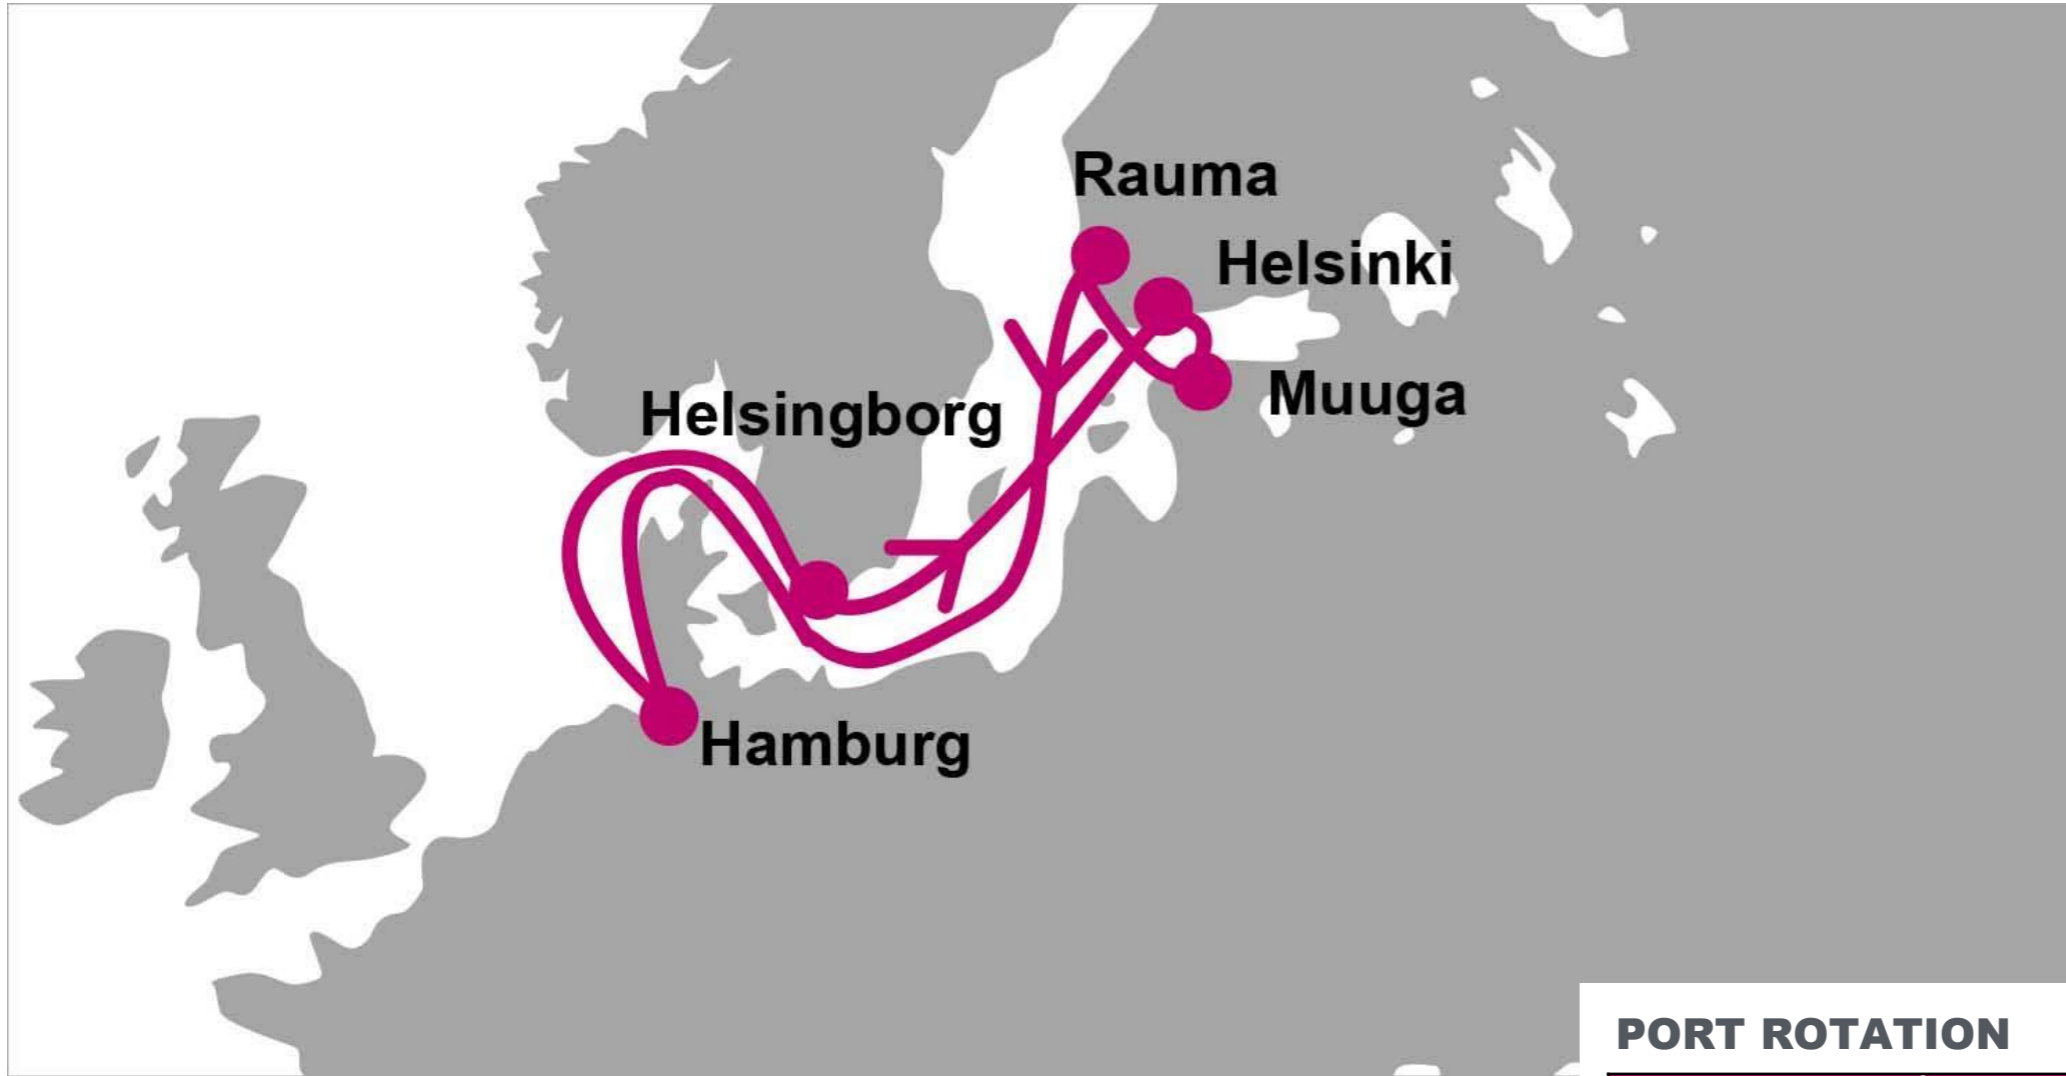 Rauma
Helsinki
Muuga
Helsingborg
Hamburg
PORT ROTATION